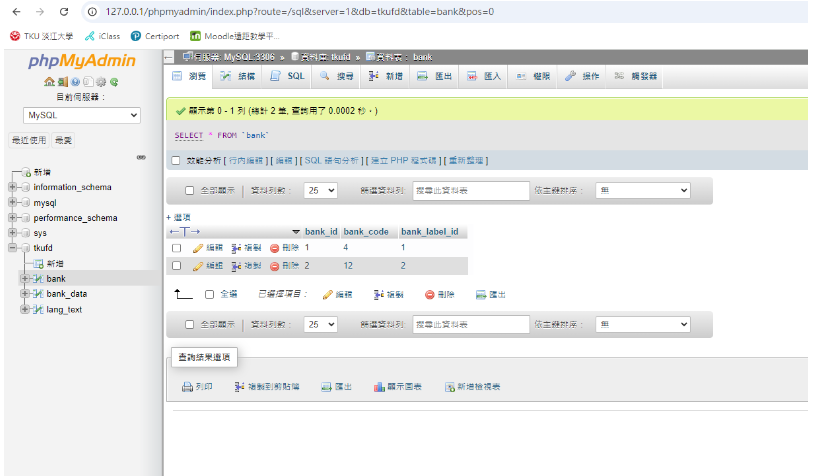 127.0.0.1/phpmyadmin/index.php?route=/sql&server=1&db=tkufd&table=bank&pos=0
TKU 淡江大學 iClass Certiport Moodle遠距教學平...
phpMyAdmin
目前伺服器：
MySQL
最近使用 最愛
新增
information_schema
mysql
performance_schema
sys
tkufd
新增
bank
bank_data
lang_text
伺服器: MySQL:3306 » 資料庫: tkufd » 資料表: bank
瀏覽 結構 SQL 搜尋 新增 匯出 匯入 權限 操作 觸發器
顯示第 0 - 1 列 (總計 2 筆, 查詢用了 0.0002 秒。)
SELECT * FROM `bank`
效能分析 [ 行內編輯 ] [ 編輯 ] [ SQL 語句分析 ] [ 建立 PHP 程式碼 ] [ 重新整理 ]
全部顯示 資料列數： 25 篩選資料列: 搜尋此資料表 依主鍵排序： 無
+ 選項
←T→ bank_id bank_code bank_label_id
編輯 複製 刪除 1 4 1
編輯 複製 刪除 2 12 2
全選 已選擇項目： 編輯 複製 刪除 匯出
全部顯示 資料列數： 25 篩選資料列: 搜尋此資料表 依主鍵排序： 無
查詢結果選項
列印 複製到剪貼簿 匯出 顯示圖表 新增檢視表